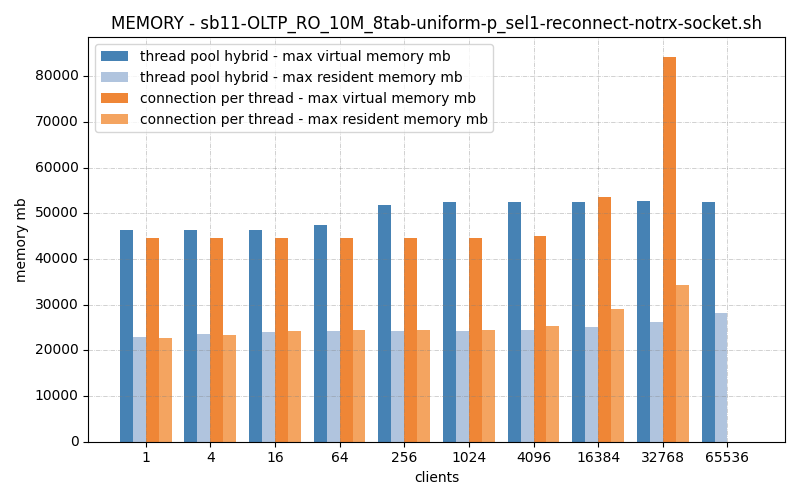 MEMORY - sb11-OLTP_RO_10M_8tab-uniform-p_sel1-reconnect-notrx-socket.sh
thread pool hybrid - max virtual memory mb
thread pool hybrid - max resident memory mb
connection per thread - max virtual memory mb
connection per thread - max resident memory mb
80000
70000
60000
50000
40000
30000
20000
10000
0
memory mb
1 4 16 64 256 1024 4096 16384 32768 65536
clients